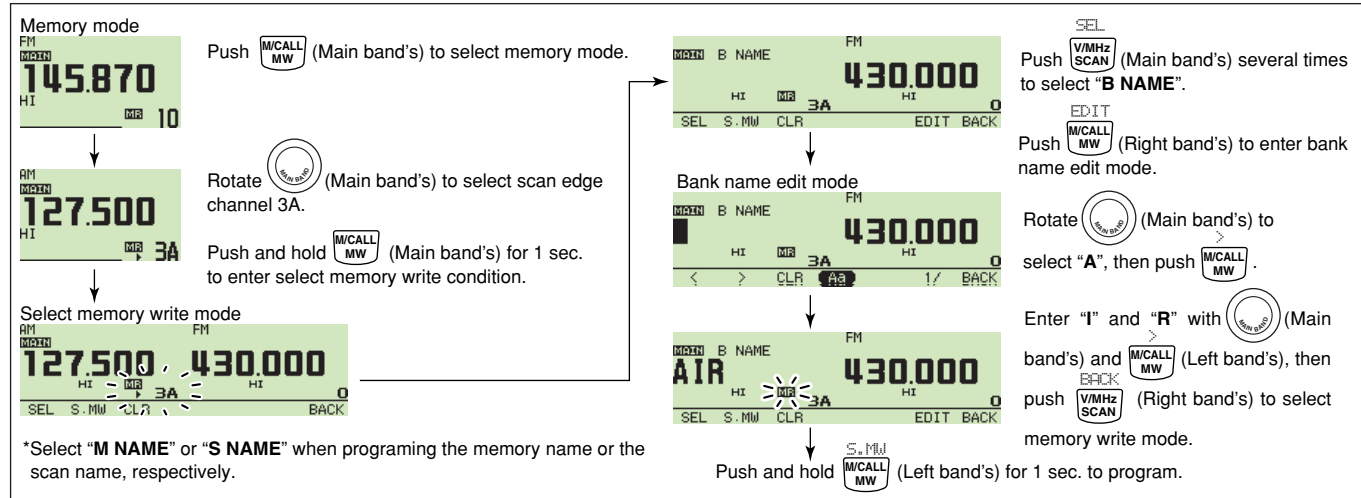 Memory mode
FM
MAIN
145.870
HI
MR 10
Push M/CALL MW (Main band's) to select memory mode.
AM
MAIN
127.500
HI
MR 3A
Rotate MAIN BAND (Main band's) to select scan edge
channel 3A.
Push and hold M/CALL MW (Main band's) for 1 sec.
to enter select memory write condition.
Select memory write mode
AM FM
MAIN
127.500 430.000
HI MR 3A HI 0
SEL S.MW CLR BACK
*Select “M NAME” or “S NAME” when programing the memory name or the
scan name, respectively.
FM
MAIN B NAME
430.000
HI MR 3A HI 0
SEL S.MW CLR EDIT BACK
SEL
Push V/MHz SCAN (Main band's) several times
to select “B NAME”.
EDIT
Push M/CALL MW (Right band's) to enter bank
name edit mode.
Bank name edit mode
FM
MAIN B NAME
430.000
HI MR 3A HI 0
< > CLR Aa 1/ BACK
Rotate MAIN BAND (Main band's) to
>
select “A”, then push M/CALL MW .
FM
MAIN B NAME
AIR 430.000
HI MR 3A HI 0
SEL S.MW CLR EDIT BACK
Enter “I” and “R” with MAIN BAND (Main
>
band's) and M/CALL MW (Left band's), then
BACK
push V/MHz SCAN (Right band's) to select
memory write mode.
S.MW
Push and hold M/CALL MW (Left band's) for 1 sec. to program.